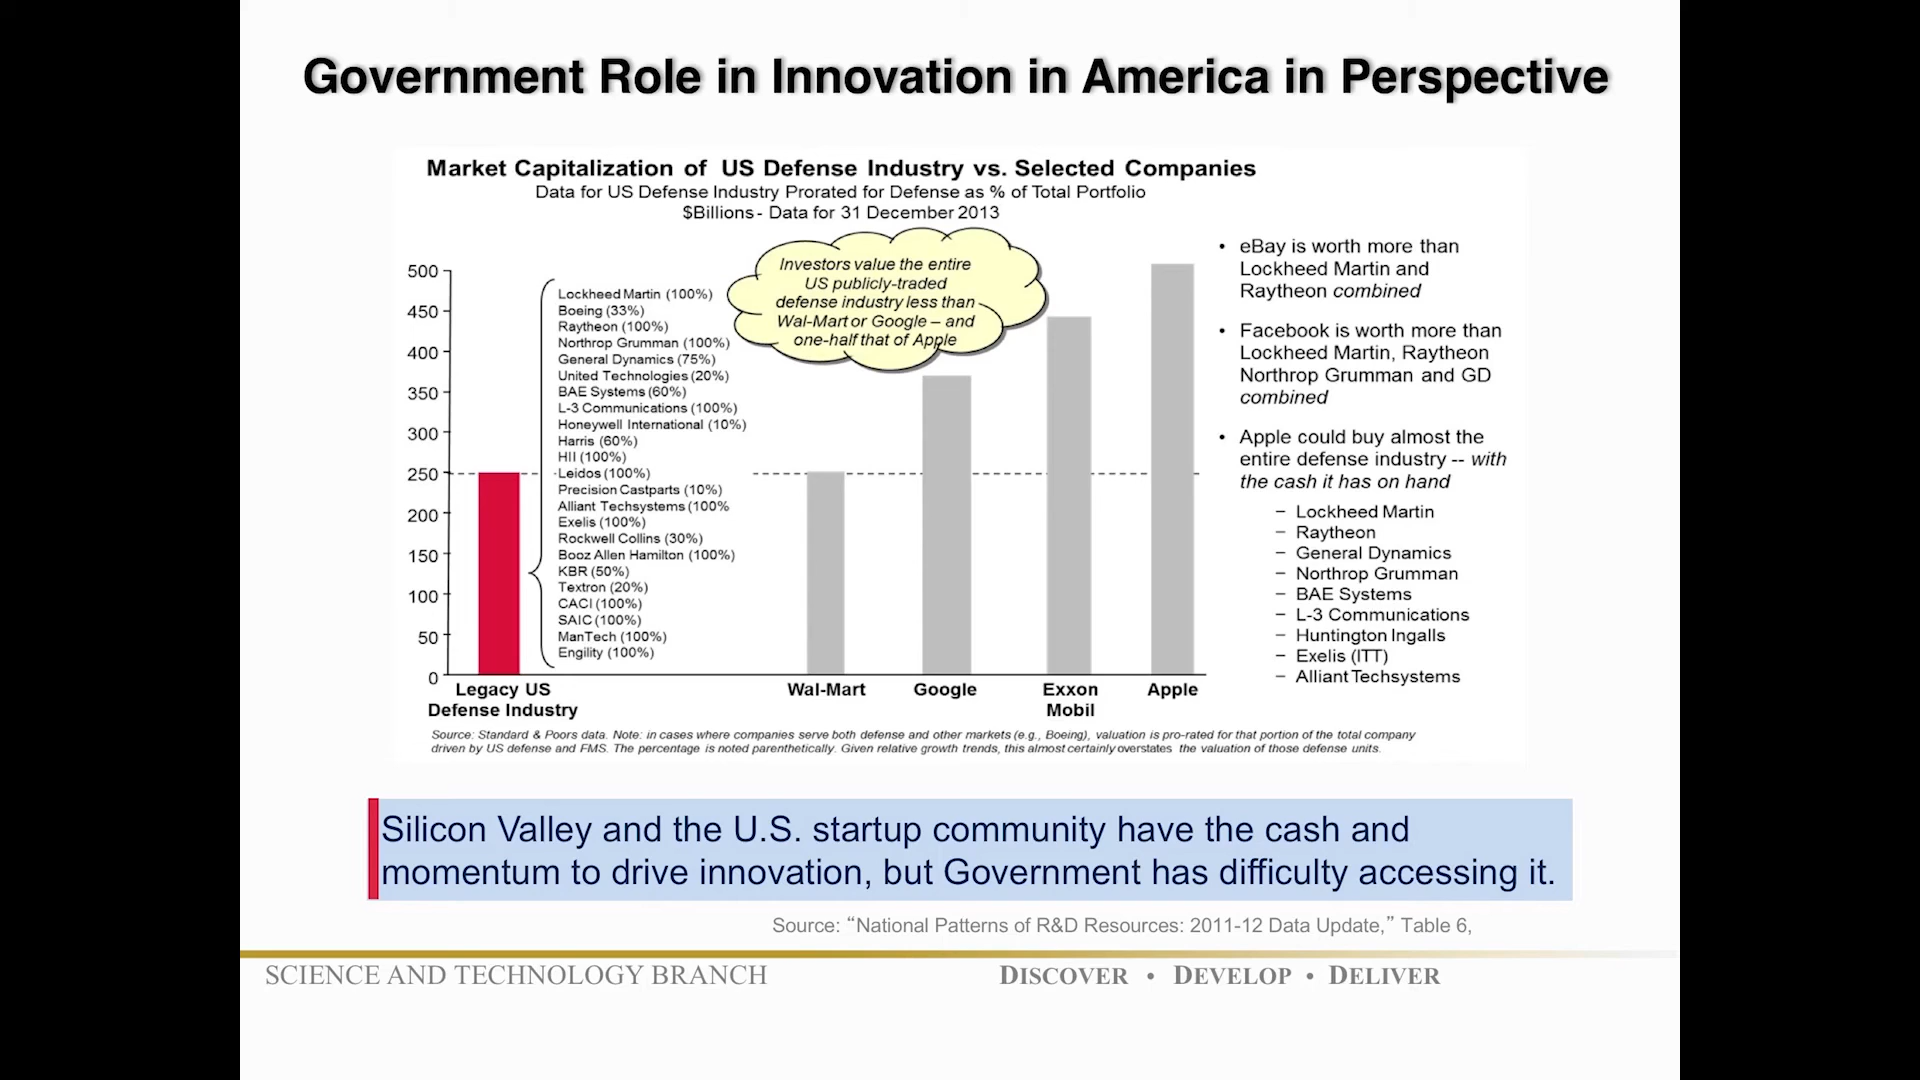 Government Role in Innovation in America in Perspective
Market Capitalization of US Defense Industry vs. Selected Companies
Data for US Defense Industry Prorated for Defense as % of Total Portfolio
$Billions - Data for 31 December 2013
Investors value the entire
US publicly-traded
defense industry less than
Wal-Mart or Google – and
one-half that of Apple
500
450
400
350
300
250
200
150
100
50
0
Lockheed Martin (100%)
Boeing (33%)
Raytheon (100%)
Northrop Grumman (100%)
General Dynamics (75%)
United Technologies (20%)
BAE Systems (60%)
L-3 Communications (100%)
Honeywell International (10%)
Harris (60%)
HII (100%)
Leidos (100%)
Precision Castparts (10%)
Alliant Techsystems (100%
Exelis (100%)
Rockwell Collins (30%)
Booz Allen Hamilton (100%)
KBR (50%)
Textron (20%)
CACI (100%)
SAIC (100%)
ManTech (100%)
Engility (100%)
Legacy US
Defense Industry
Wal-Mart
Google
Exxon
Mobil
Apple
• eBay is worth more than
Lockheed Martin and
Raytheon combined
• Facebook is worth more than
Lockheed Martin, Raytheon
Northrop Grumman and GD
combined
• Apple could buy almost the
entire defense industry -- with
the cash it has on hand
– Lockheed Martin
– Raytheon
– General Dynamics
– Northrop Grumman
– BAE Systems
– L-3 Communications
– Huntington Ingalls
– Exelis (ITT)
– Alliant Techsystems
Source: Standard & Poors data. Note: in cases where companies serve both defense and other markets (e.g., Boeing), valuation is pro-rated for that portion of the total company
driven by US defense and FMS. The percentage is noted parenthetically. Given relative growth trends, this almost certainly overstates the valuation of those defense units.
Silicon Valley and the U.S. startup community have the cash and
momentum to drive innovation, but Government has difficulty accessing it.
Source: “National Patterns of R&D Resources: 2011-12 Data Update,” Table 6,
SCIENCE AND TECHNOLOGY BRANCH
DISCOVER • DEVELOP • DELIVER